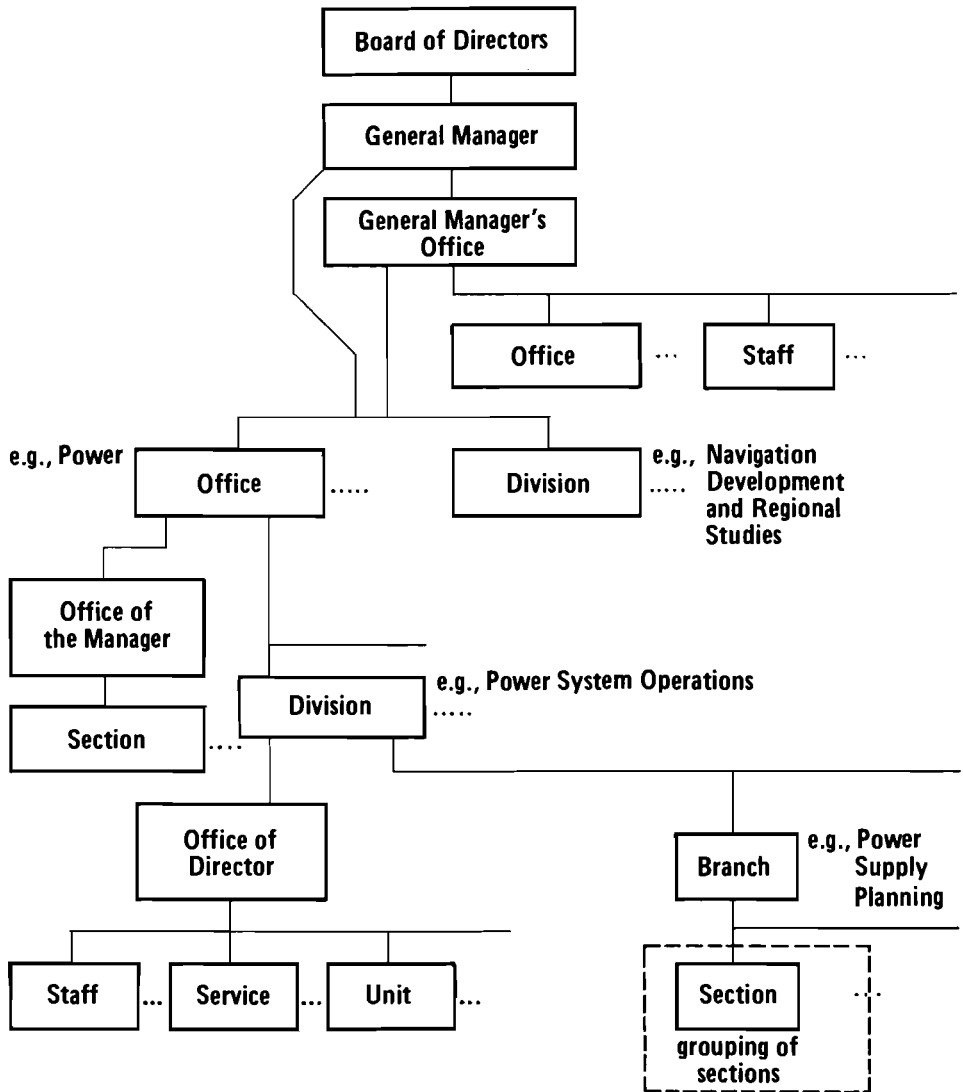 Board of Directors
General Manager
General Manager's
Office
Office
...
Staff
...
e.g., Power
Office
.....
Division
.....
e.g., Navigation
Development
and Regional
Studies
Office of
the Manager
Section
....
Division
e.g., Power System Operations
.....
Office of
Director
Branch
e.g., Power
Supply
Planning
Staff
...
Service
...
Unit
...
Section
....
grouping of
sections